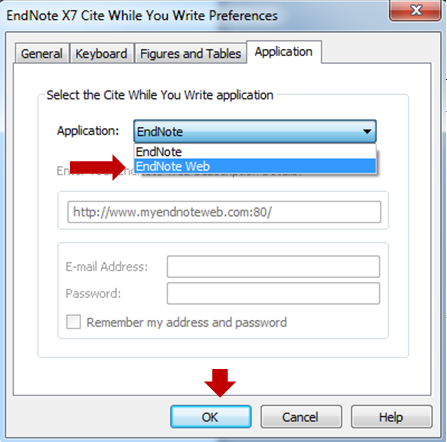 EndNote X7 Cite While You Write Preferences
General Keyboard Figures and Tables Application
Select the Cite While You Write application
Application: EndNote
EndNote
EndNote Web
http://www.myendnoteweb.com:80/
E-mail Address:
Password:
Remember my address and password
OK Cancel Help